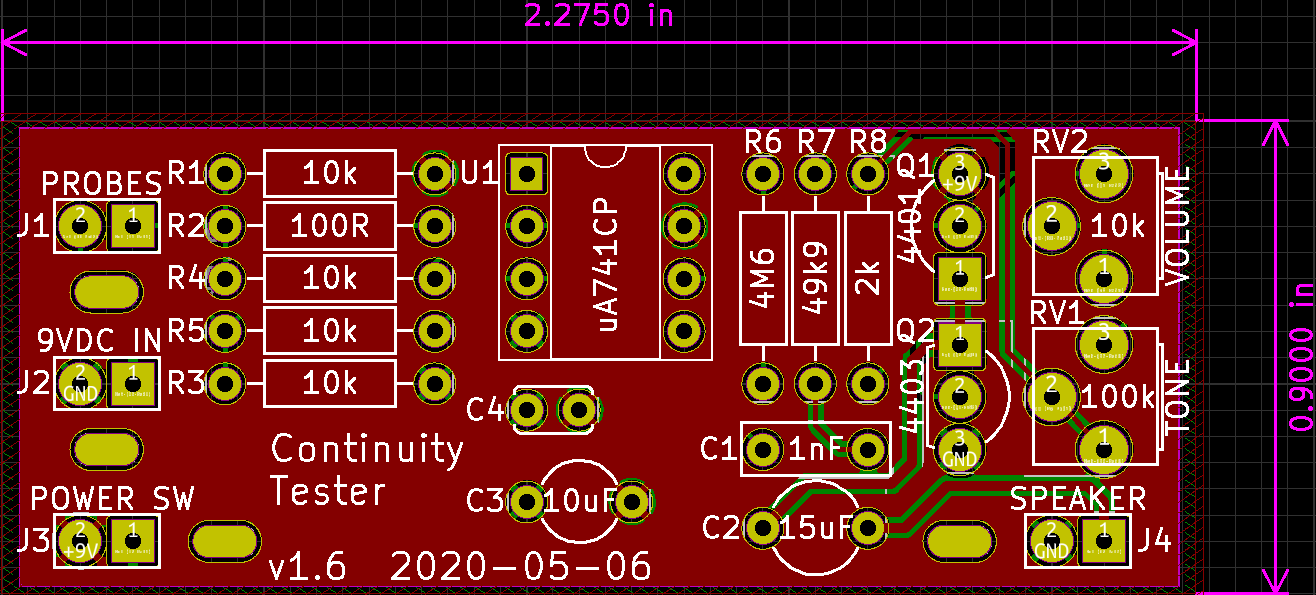 2.2750 in
0.9000 in
R6 R7 R8
RV2
Q1
3
+9V
3
PROBES
R1
10k
U1
4401
VOLUME
J1
2
1
R2
100R
uA741CP
2
2
10k
R4
10k
4M6
49k9
2k
1
1
9VDC IN
R5
10k
Q2
1
RV1
3
J2
2
GND
1
R3
10k
4403
2
2
100k
TONE
C4
Continuity
Tester
C1
1nF
3
GND
1
POWER SW
C3
10uF
SPEAKER
J3
2
+9V
1
C2
15uF
2
GND
1
J4
v1.6 2020-05-06